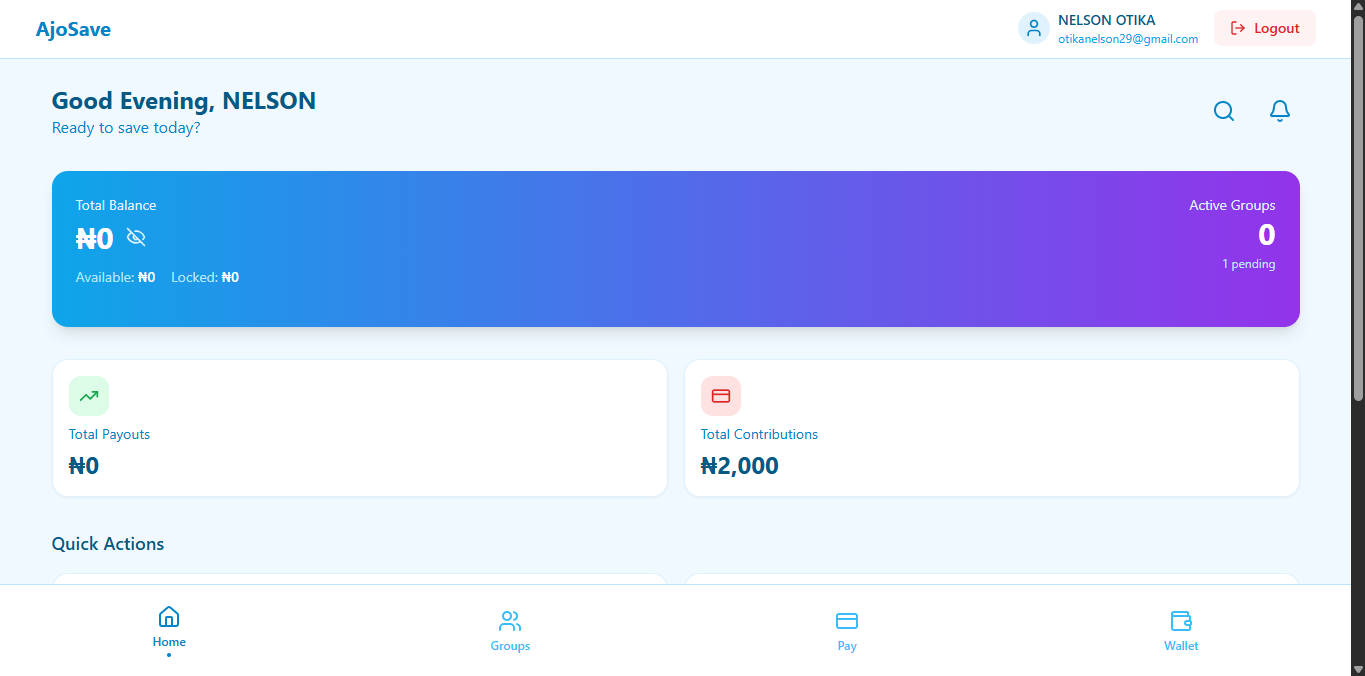 AjoSave
NELSON OTIKA
otikanelson29@gmail.com
Logout
Good Evening, NELSON
Ready to save today?
Total Balance
₦0
Available: ₦0 Locked: ₦0
Active Groups
0
1 pending
Total Payouts
₦0
Total Contributions
₦2,000
Quick Actions
Home
Groups
Pay
Wallet